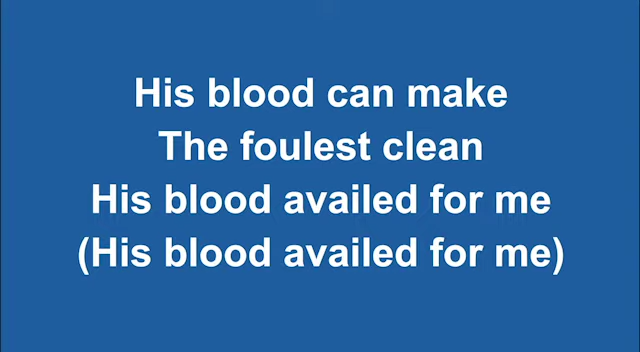 His blood can make
The foulest clean
His blood availed for me
(His blood availed for me)